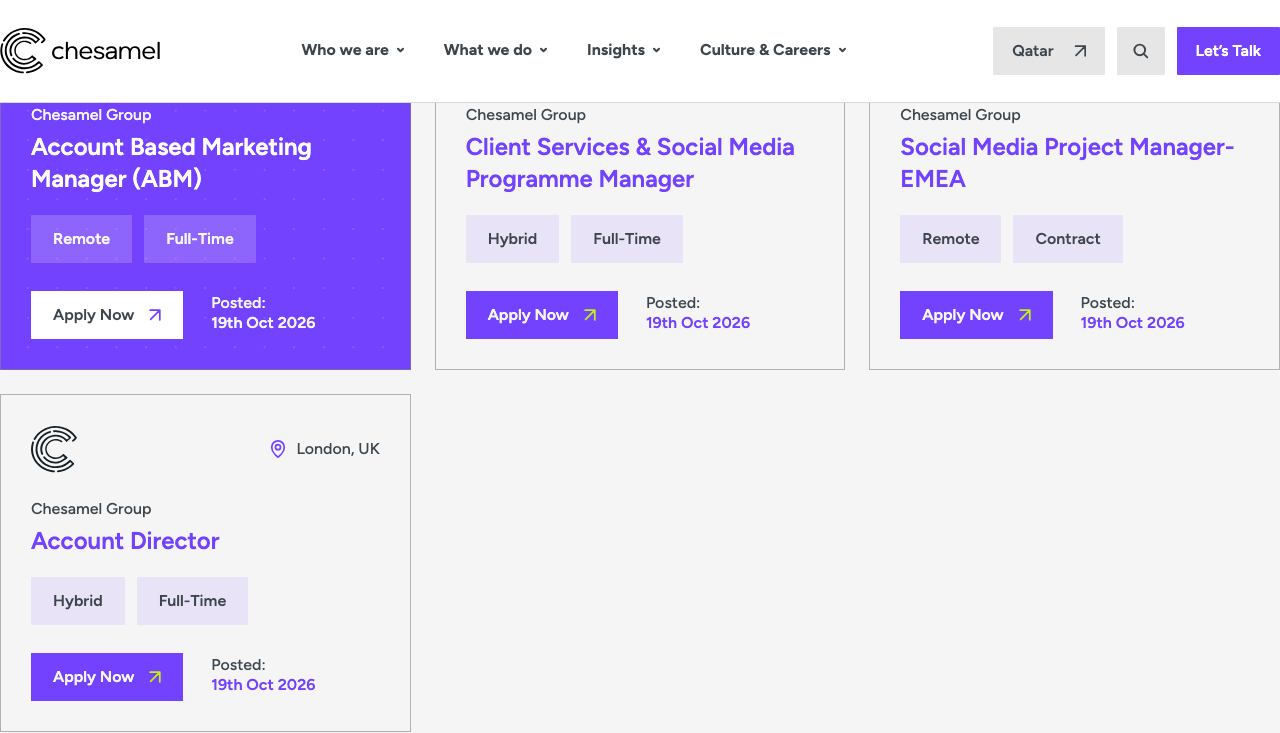 chesamel
Who we are
What we do
Insights
Culture & Careers
Qatar
Let's Talk
Chesamel Group
Account Based Marketing
Manager (ABM)
Remote
Full-Time
Apply Now
Posted:
19th Oct 2026
Chesamel Group
Client Services & Social Media
Programme Manager
Hybrid
Full-Time
Apply Now
Posted:
19th Oct 2026
Chesamel Group
Social Media Project Manager-
EMEA
Remote
Contract
Apply Now
Posted:
19th Oct 2026
London, UK
Chesamel Group
Account Director
Hybrid
Full-Time
Apply Now
Posted:
19th Oct 2026